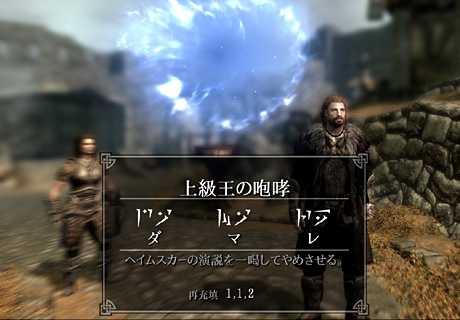 上級王の咆哮
ダ マ レ
ヘイムスカーの演説を一喝してやめさせる。
再充填 1,1,2